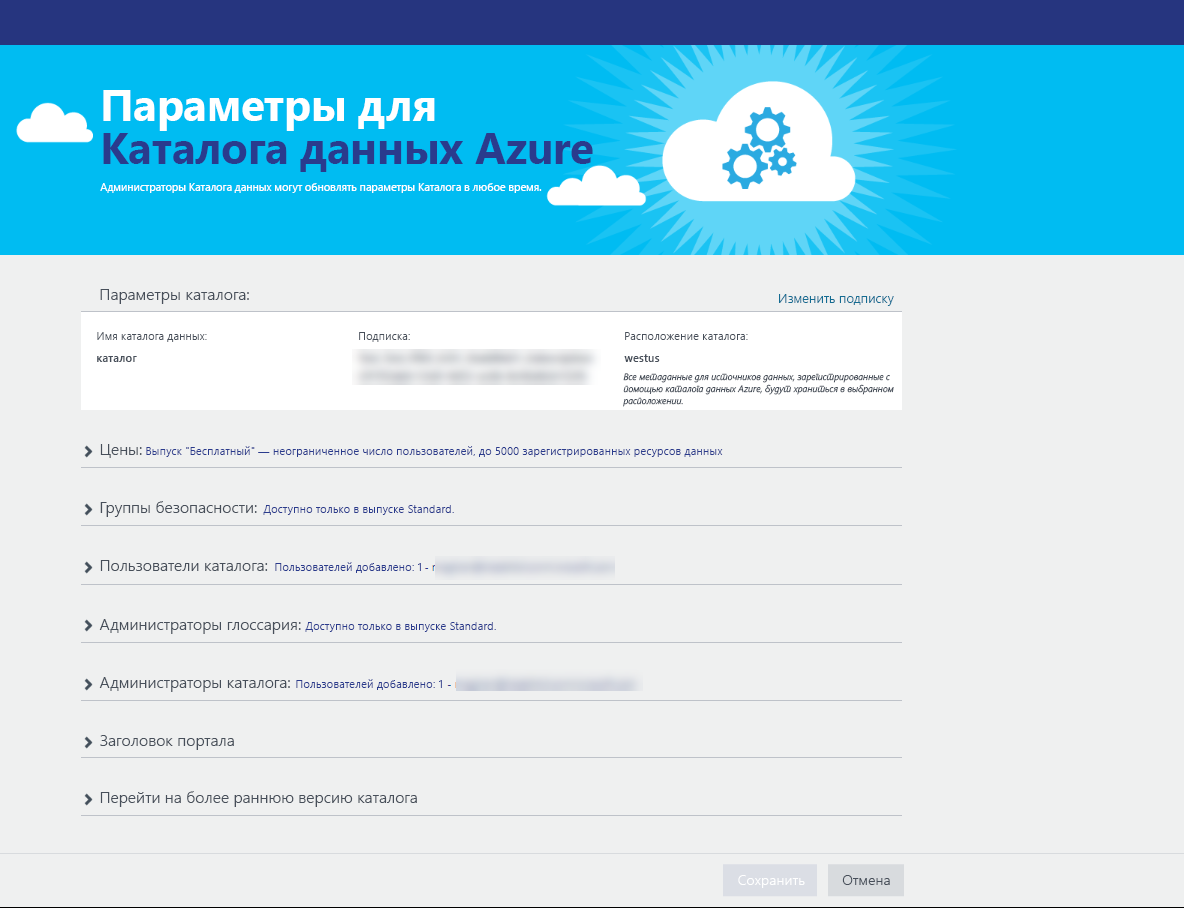 Параметры для
Каталога данных Azure
Администраторы Каталога данных могут обновлять параметры Каталога в любое время.
Параметры каталога:
Изменить подписку
Имя каталога данных:
Подписка:
Расположение каталога:
каталог
westus
Все метаданные для источников данных, зарегистрированные с
помощью каталога данных Azure, будут храниться в выбранном
расположении.
Цены: Выпуск "Бесплатный" — неограниченное число пользователей, до 5000 зарегистрированных ресурсов данных
Группы безопасности: Доступно только в выпуске Standard.
Пользователи каталога: Пользователей добавлено: 1 -
Администраторы глоссария: Доступно только в выпуске Standard.
Администраторы каталога: Пользователей добавлено: 1 -
Заголовок портала
Перейти на более раннюю версию каталога
Сохранить
Отмена